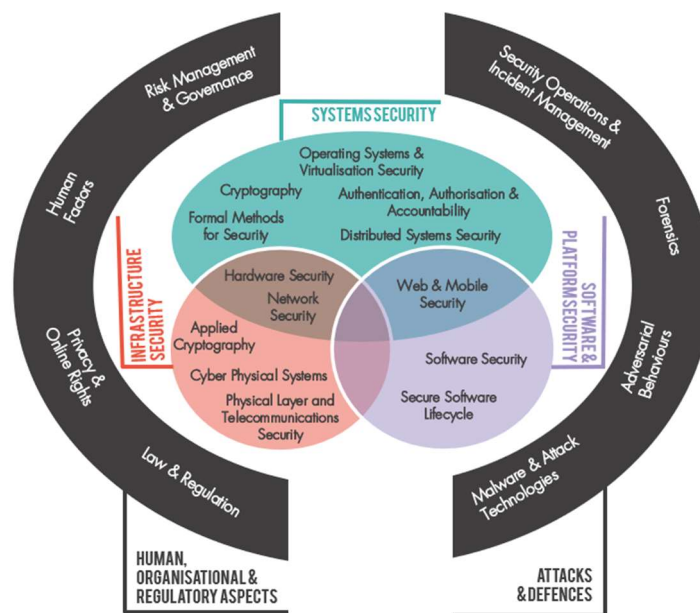 Risk Management
& Governance
Human
Factors
Privacy &
Online Rights
Law & Regulation
HUMAN,
ORGANISATIONAL &
REGULATORY ASPECTS
SYSTEMS SECURITY
Operating Systems &
Virtualisation Security
Cryptography
Authentication, Authorisation &
Accountability
Formal Methods
for Security
Distributed Systems Security
INFRASTRUCTURE
SECURITY
Hardware Security
Network
Security
Applied
Cryptography
Cyber Physical Systems
Physical Layer and
Telecommunications
Security
Web & Mobile
Security
Software Security
Secure Software
Lifecycle
SOFTWARE &
PLATFORM SECURITY
Security Operations &
Incident Management
Forensics
Adversarial
Behaviours
Malware & Attack
Technologies
ATTACKS
& DEFENCES